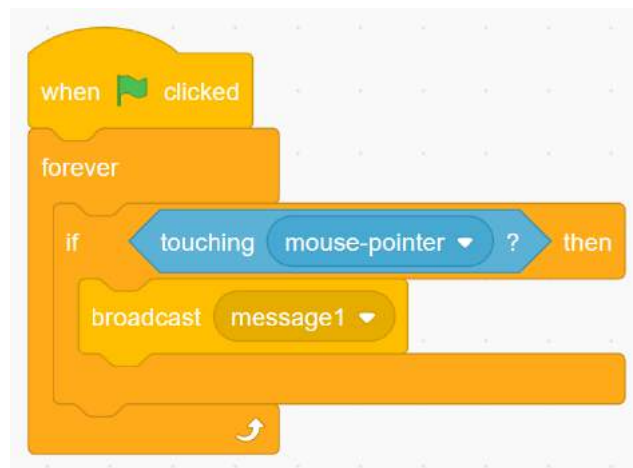 when clicked
forever
if touching mouse-pointer ? then
broadcast message1